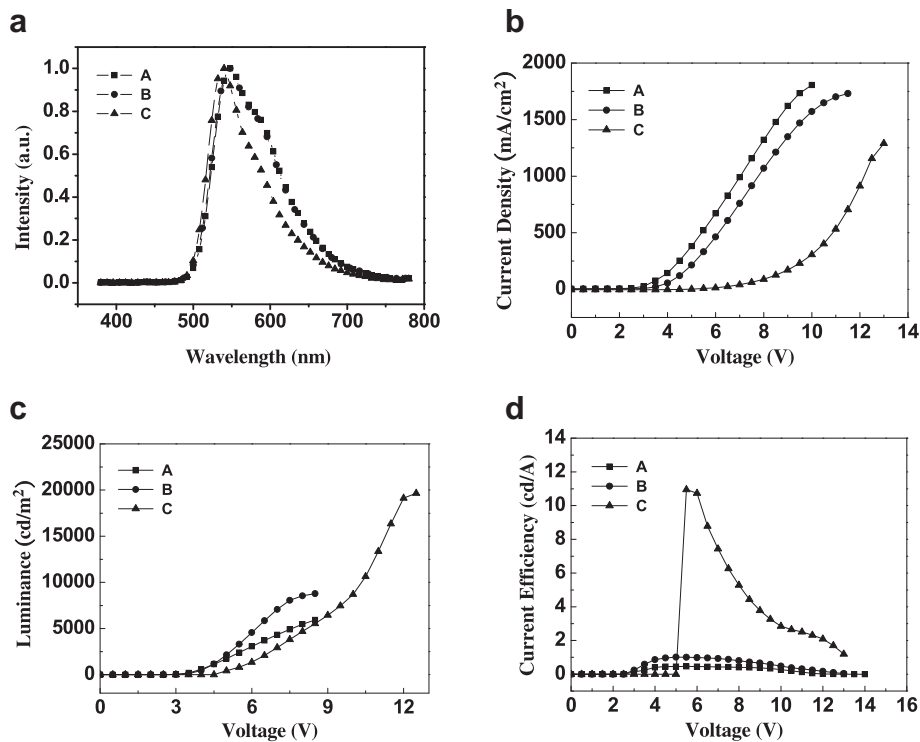 a
1.0
0.8
0.6
0.4
0.2
0.0
Intensity (a.u.)
A
B
C
400 500 600 700 800
Wavelength (nm)
b
2000
1500
1000
500
0
Current Density (mA/cm²)
A
B
C
0 2 4 6 8 10 12 14
Voltage (V)
c
25000
20000
15000
10000
5000
0
Luminance (cd/m²)
A
B
C
0 3 6 9 12
Voltage (V)
d
14
12
10
8
6
4
2
0
Current Efficiency (cd/A)
A
B
C
0 2 4 6 8 10 12 14 16
Voltage (V)